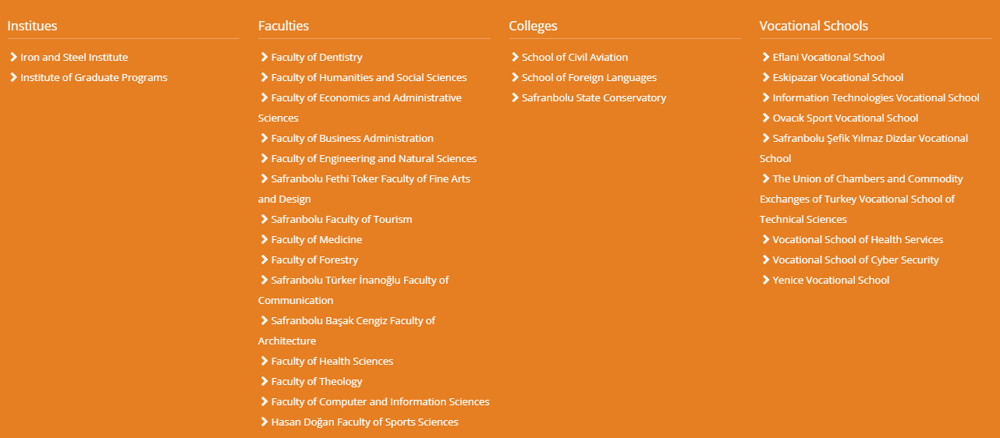 Institues
Iron and Steel Institute
Institute of Graduate Programs
Faculties
Faculty of Dentistry
Faculty of Humanities and Social Sciences
Faculty of Economics and Administrative
Sciences
Faculty of Business Administration
Faculty of Engineering and Natural Sciences
Safranbolu Fethi Toker Faculty of Fine Arts
and Design
Safranbolu Faculty of Tourism
Faculty of Medicine
Faculty of Forestry
Safranbolu Türker İnanoğlu Faculty of
Communication
Safranbolu Başak Cengiz Faculty of
Architecture
Faculty of Health Sciences
Faculty of Theology
Faculty of Computer and Information Sciences
Hasan Doğan Faculty of Sports Sciences
Colleges
School of Civil Aviation
School of Foreign Languages
Safranbolu State Conservatory
Vocational Schools
Eflani Vocational School
Eskipazar Vocational School
Information Technologies Vocational School
Ovacık Sport Vocational School
Safranbolu Şefik Yılmaz Dizdar Vocational
School
The Union of Chambers and Commodity
Exchanges of Turkey Vocational School of
Technical Sciences
Vocational School of Health Services
Vocational School of Cyber Security
Yenice Vocational School